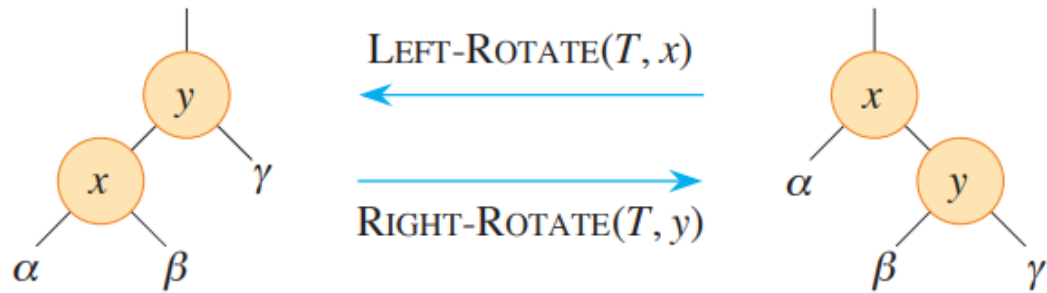 LEFT-ROTATE(T, x)
y
x
γ
α
β
RIGHT-ROTATE(T, y)
x
α
y
β
γ